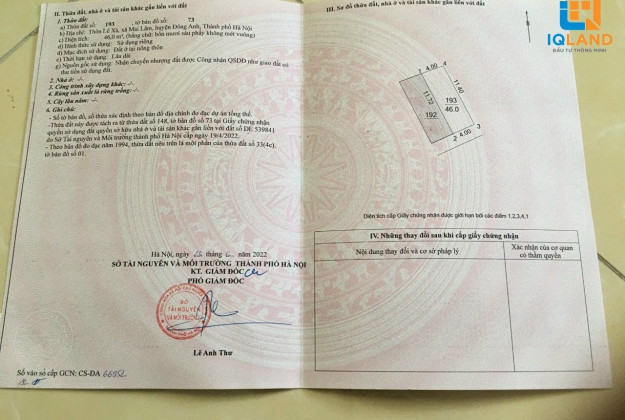 II. Thửa đất, nhà ở và tài sản khác gắn liền với đất
1. Thửa đất:
a) Thửa đất số: 193 , tờ bản đồ số: 73
b) Địa chỉ: Thôn Lê Xá, xã Mai Lâm, huyện Đông Anh, Thành phố Hà Nội
c) Diện tích: 46,0 m², (bằng chữ: bốn mươi sáu phẩy không mét vuông)
d) Hình thức sử dụng: Sử dụng riêng
đ) Mục đích sử dụng: Đất ở tại nông thôn
e) Thời hạn sử dụng: Lâu dài
g) Nguồn gốc sử dụng: Nhận chuyển nhượng đất được Công nhận QSDĐ như giao đất có
thu tiền sử dụng đất.
2. Nhà ở: -/-
3. Công trình xây dựng khác: -/-
4. Rừng sản xuất là rừng trồng: -/-
5. Cây lâu năm: -/-
6. Ghi chú:
- Số tờ bản đồ, số thửa xác định theo bản đồ địa chính đo đạc dự án tổng thể.
-Thửa đất này được tách ra từ thửa đất số 148, tờ bản đồ số 73 tại Giấy chứng nhận
quyền sử dụng đất quyền sở hữu nhà ở và tài sản khác gắn liền với đất số DE 539841
do Sở Tài nguyên và Môi trường thành phố Hà Nội cấp ngày 19/4/2022.
- Theo bản đồ đo đạc năm 1994, thửa đất nêu trên là một phần của thửa đất số 33(4c),
tờ bản đồ số 01.
Hà Nội, ngày tháng năm 2022
SỞ TÀI NGUYÊN VÀ MÔI TRƯỜNG THÀNH PHỐ HÀ NỘI
KT. GIÁM ĐỐC
PHÓ GIÁM ĐỐC
SỞ
TÀI NGUYÊN
VÀ MÔI TRƯỜNG
Lê Anh Thư
Số vào sổ cấp GCN: CS-ĐA
III. Sơ đồ thửa đất, nhà ở và tài sản khác gắn liền với đất
IQLAND
ĐẦU TƯ THÔNG MINH
1 4.00
11.40
11.72
193
46.0
192
2 4.00 3
Diện tích cấp Giấy chứng nhận được giới hạn bởi các điểm 1,2,3,4,1
IV. Những thay đổi sau khi cấp giấy chứng nhận
Nội dung thay đổi và cơ sở pháp lý
Xác nhận của cơ quan
có thẩm quyền